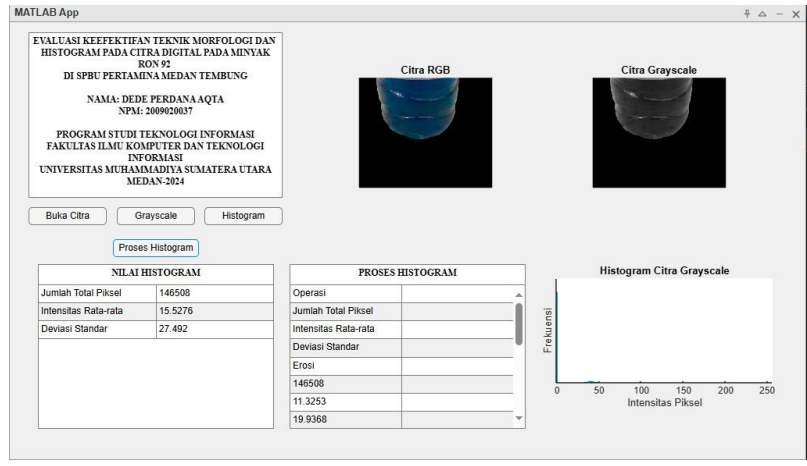 MATLAB App
EVALUASI KEEFEKTIFAN TEKNIK MORFOLOGI DAN
HISTOGRAM PADA CITRA DIGITAL PADA MINYAK
RON 92
DI SPBU PERTAMINA MEDAN TEMBUNG
NAMA: DEDE PERDANA AQTA
NPM: 2009020037
PROGRAM STUDI TEKNOLOGI INFORMASI
FAKULTAS ILMU KOMPUTER DAN TEKNOLOGI
INFORMASI
UNIVERSITAS MUHAMMADIYA SUMATERA UTARA
MEDAN-2024
Citra RGB
Citra Grayscale
Buka Citra
Grayscale
Histogram
Proses Histogram
NILAI HISTOGRAM
Jumlah Total Piksel 146508
Intensitas Rata-rata 15.5276
Deviasi Standar 27.492
PROSES HISTOGRAM
Operasi
Jumlah Total Piksel
Intensitas Rata-rata
Deviasi Standar
Erosi
146508
11.3253
19.9368
Histogram Citra Grayscale
Frekuensi
0 50 100 150 200 250
Intensitas Piksel